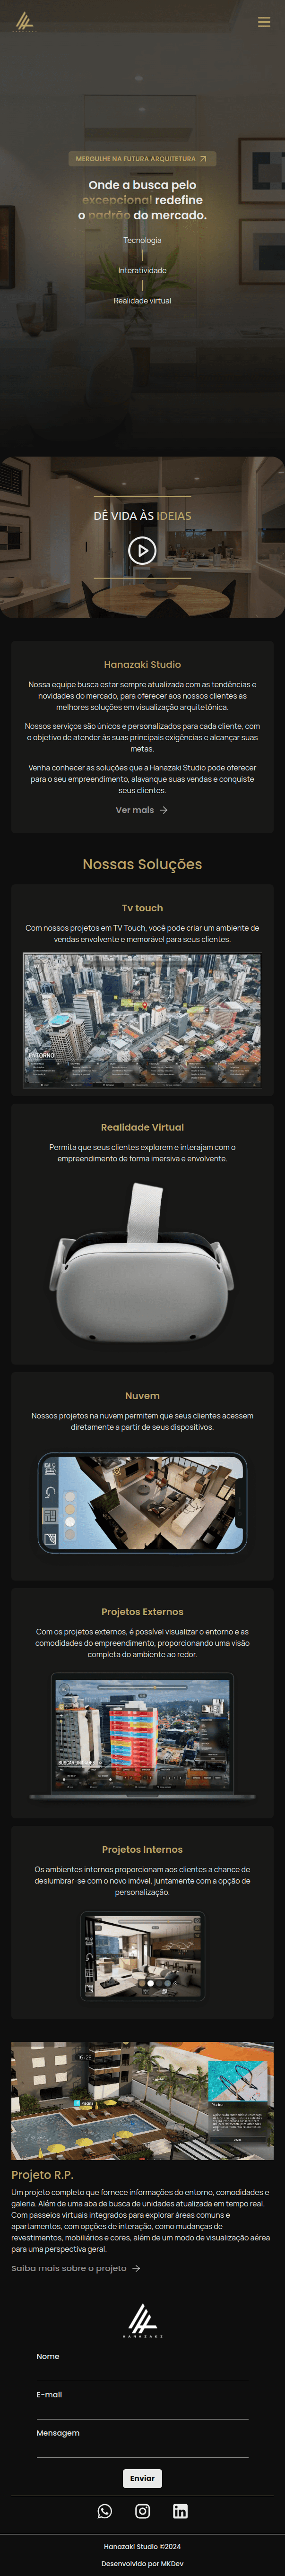 HANAZAKI
MERGULHE NA FUTURA ARQUITETURA
Onde a busca pelo
excepcional redefine
o padrão do mercado.
Tecnologia
Interatividade
Realidade virtual
DÊ VIDA ÀS IDEIAS
Hanazaki Studio
Nossa equipe busca estar sempre atualizada com as tendências e
novidades do mercado, para oferecer aos nossos clientes as
melhores soluções em visualização arquitetônica.
Nossos serviços são únicos e personalizados para cada cliente, com
o objetivo de atender às suas principais exigências e alcançar suas
metas.
Venha conhecer as soluções que a Hanazaki Studio pode oferecer
para o seu empreendimento, alavanque suas vendas e conquiste
seus clientes.
Ver mais
Nossas Soluções
Tv touch
Com nossos projetos em TV Touch, você pode criar um ambiente de
vendas envolvente e memorável para seus clientes.
ENTORNO
Realidade Virtual
Permita que seus clientes explorem e interajam com o
empreendimento de forma imersiva e envolvente.
Nuvem
Nossos projetos na nuvem permitem que seus clientes acessem
diretamente a partir de seus dispositivos.
Projetos Externos
Com os projetos externos, é possível visualizar o entorno e as
comodidades do empreendimento, proporcionando uma visão
completa do ambiente ao redor.
Projetos Internos
Os ambientes internos proporcionam aos clientes a chance de
deslumbrar-se com o novo imóvel, juntamente com a opção de
personalização.
16:28
Piscina
Piscina
Projeto R.P.
Um projeto completo que fornece informações do entorno, comodidades e
galeria. Além de uma aba de busca de unidades atualizada em tempo real.
Com passeios virtuais integrados para explorar áreas comuns e
apartamentos, com opções de interação, como mudanças de
revestimentos, mobiliários e cores, além de um modo de visualização aérea
para uma perspectiva geral.
Saiba mais sobre o projeto
HANAZAKI
Nome
E-mail
Mensagem
Enviar
Hanazaki Studio ©2024
Desenvolvido por MKDev